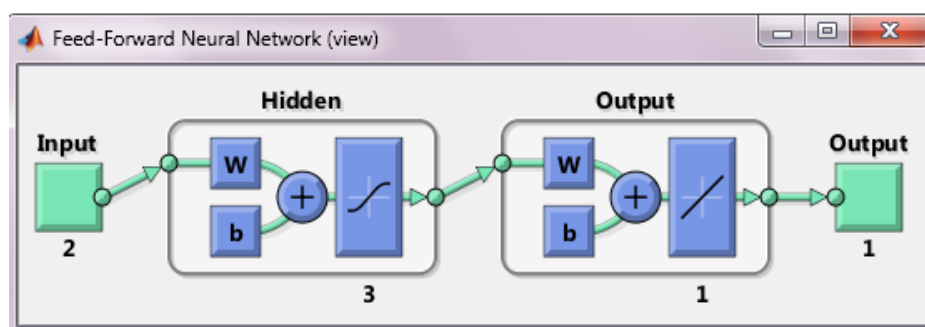 Feed-Forward Neural Network (view)
Hidden
Output
Input
Output
W
W
+
+
b
b
2
1
3
1